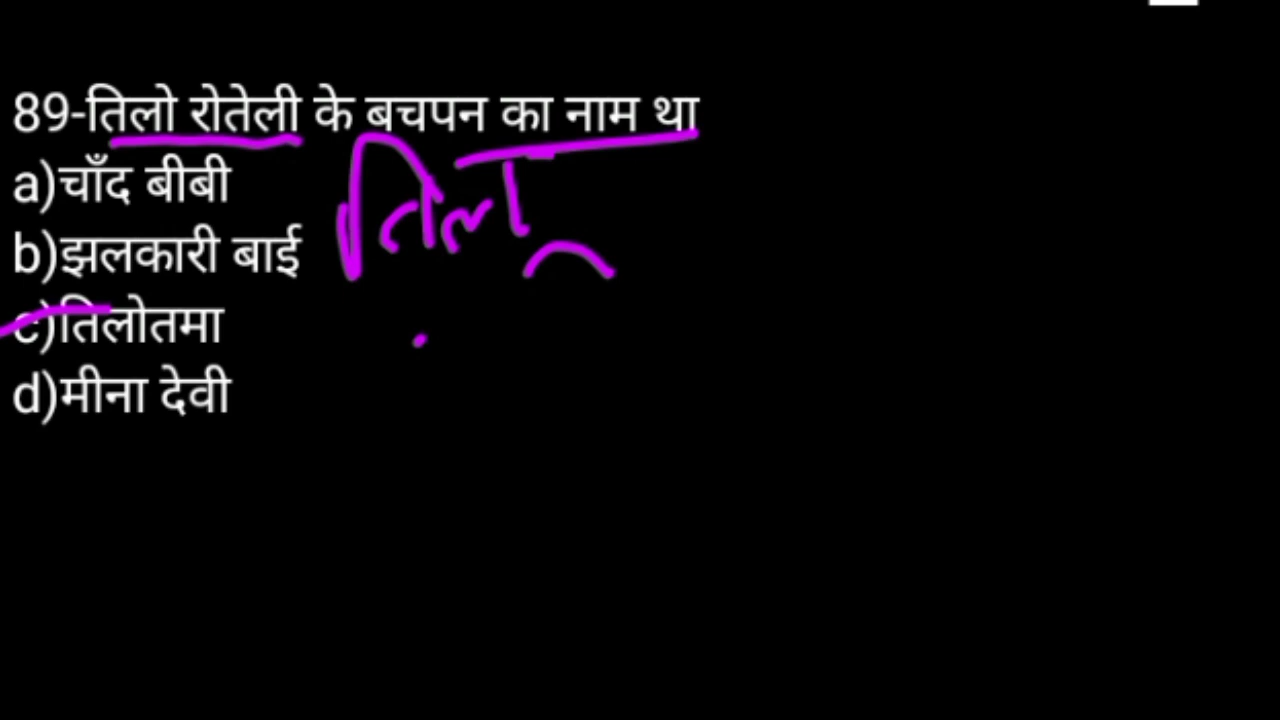 89-तिलो रोतेली के बचपन का नाम था
a)चाँद बीबी
तिल
b)झलकारी बाई
c)तिलोतमा
d)मीना देवी